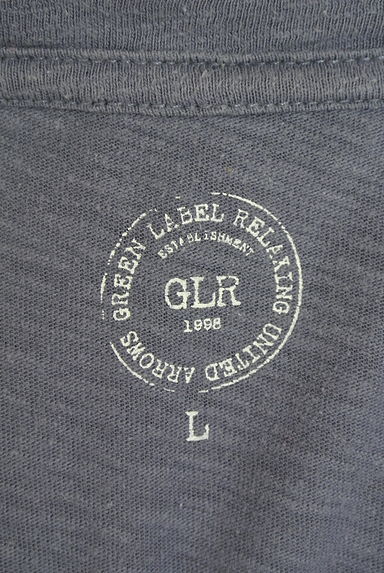 GREEN LABEL RELAXING UNITED ARROWS
ESTABLISHMENT
GLR
1998
L